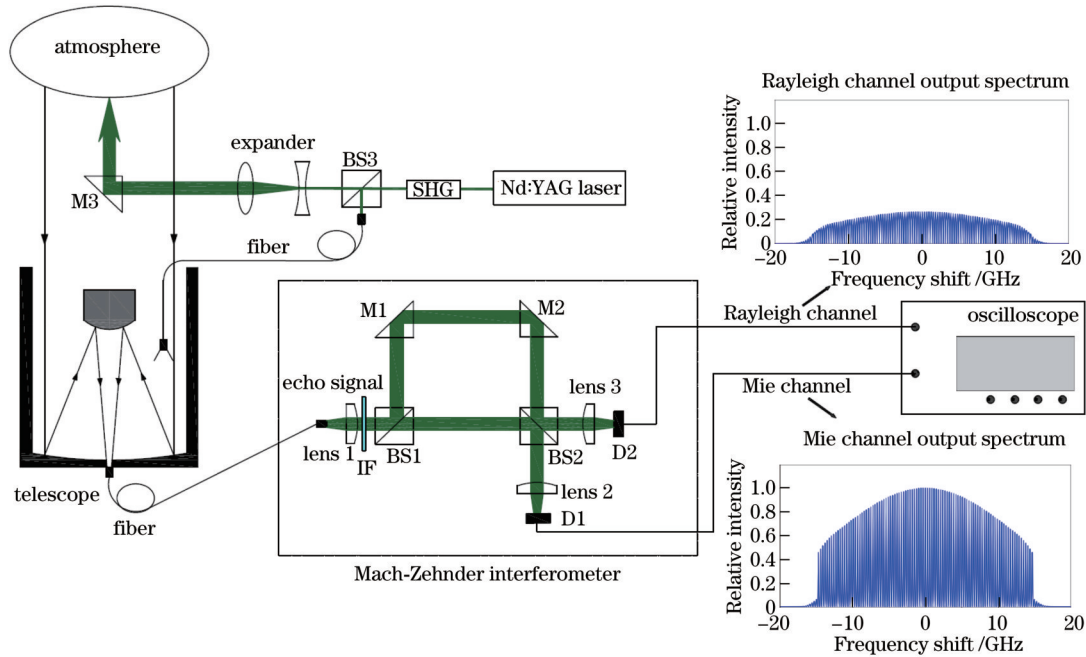 atmosphere
expander
BS3
SHG
Nd:YAG laser
M3
fiber
telescope
fiber
M1
M2
echo signal
lens 1
IF
BS1
BS2
lens 3
D2
lens 2
D1
Mach-Zehnder interferometer
Rayleigh channel output spectrum
Relative intensity
1.0
0.8
0.6
0.4
0.2
0
-20
-10
0
10
20
Frequency shift /GHz
Rayleigh channel
oscilloscope
Mie channel
Mie channel output spectrum
Relative intensity
1.0
0.8
0.6
0.4
0.2
0
-20
-10
0
10
20
Frequency shift /GHz